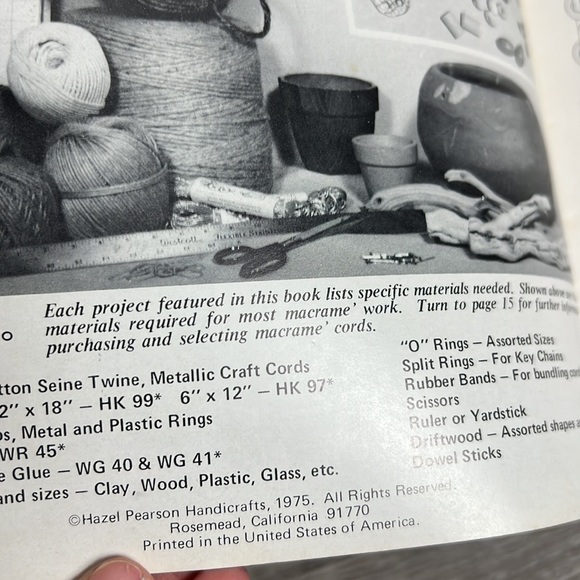 Westcott
FLEXIBLE STAINLESS
Each project featured in this book lists specific materials needed. Shown above
materials required for most macrame' work. Turn to page 15 for further
purchasing and selecting macrame' cords.
Seine Twine, Metallic Craft Cords
x 18" – HK 99* 6" x 12" – HK 97*
Metal and Plastic Rings
WR 45*
Glue – WG 40 & WG 41*
and sizes – Clay, Wood, Plastic, Glass, etc.
"O" Rings – Assorted Sizes
Split Rings – For Key Chains
Rubber Bands – For bundling
Scissors
Ruler or Yardstick
Driftwood – Assorted shapes
Dowel Sticks
©Hazel Pearson Handicrafts, 1975. All Rights Reserved.
Rosemead, California 91770
Printed in the United States of America.